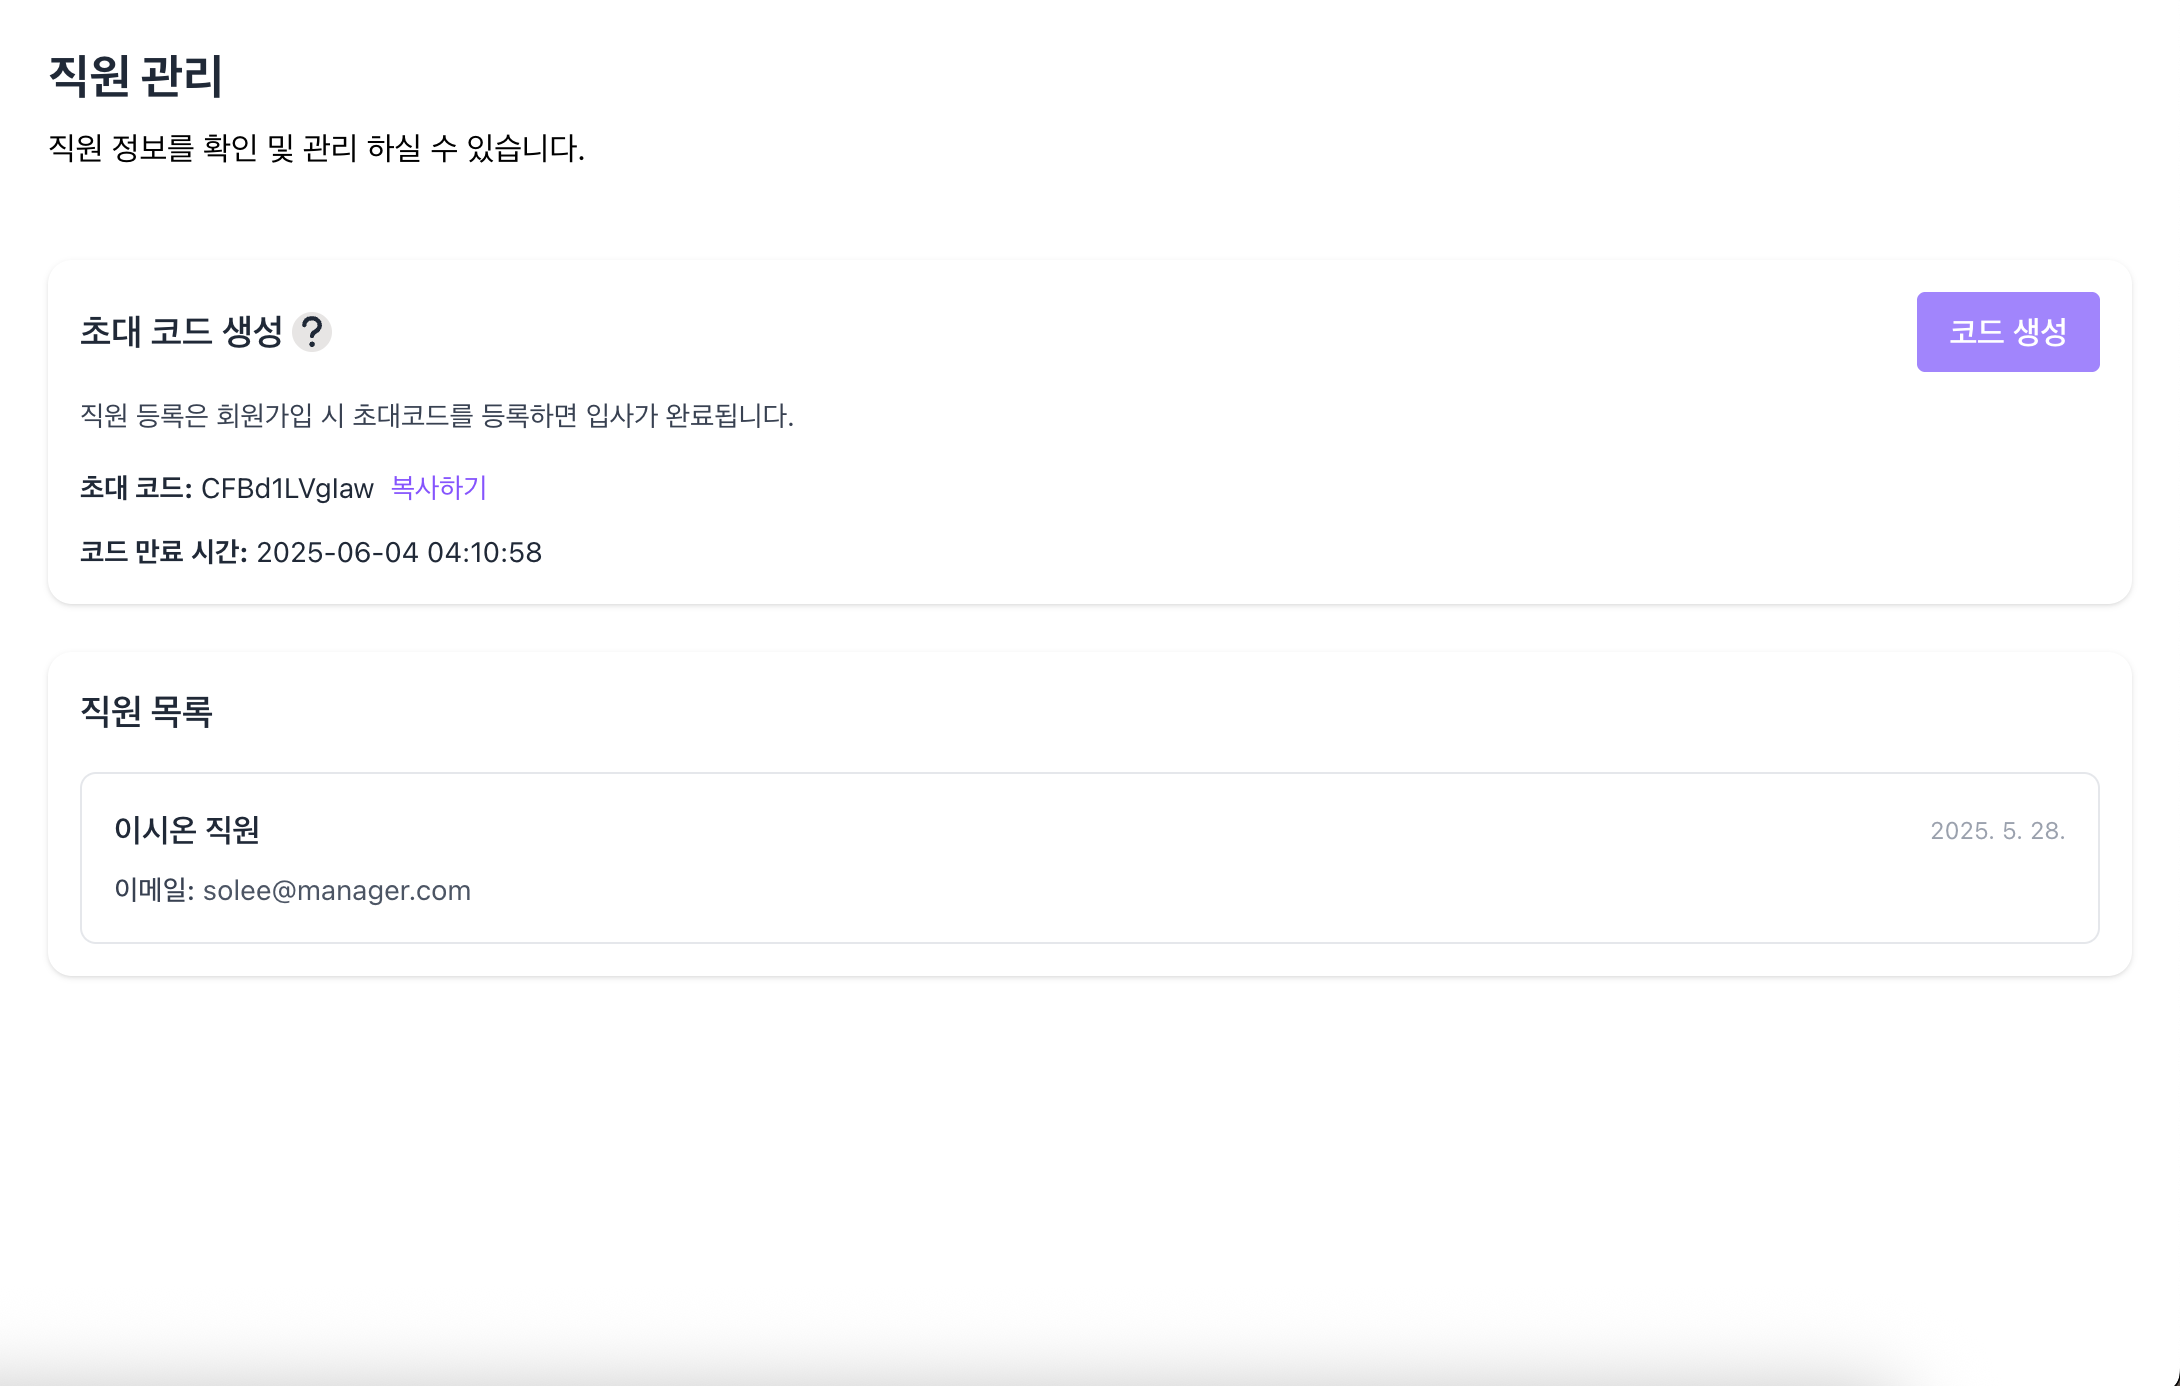 직원 관리
직원 정보를 확인 및 관리 하실 수 있습니다.
초대 코드 생성 ?
코드 생성
직원 등록은 회원가입 시 초대코드를 등록하면 입사가 완료됩니다.
초대 코드: CFBd1LVglaw 복사하기
코드 만료 시간: 2025-06-04 04:10:58
직원 목록
이시온 직원
2025. 5. 28.
이메일: solee@manager.com